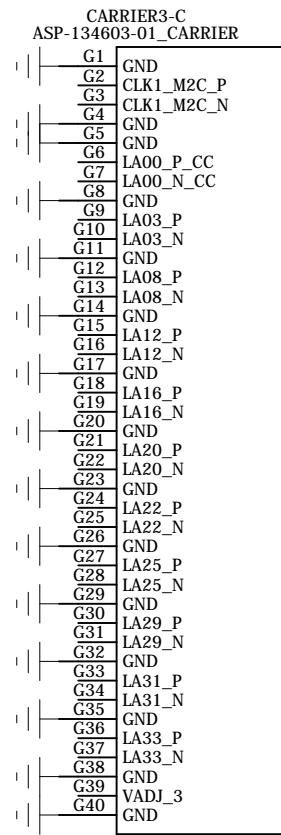 CARRIER3-C
ASP-134603-01_CARRIER
G1 GND
G2 CLK1_M2C_P
G3 CLK1_M2C_N
G4 GND
G5 GND
G6 LA00_P_CC
G7 LA00_N_CC
G8 GND
G9 LA03_P
G10 LA03_N
G11 GND
G12 LA08_P
G13 LA08_N
G14 GND
G15 LA12_P
G16 LA12_N
G17 GND
G18 LA16_P
G19 LA16_N
G20 GND
G21 LA20_P
G22 LA20_N
G23 GND
G24 LA22_P
G25 LA22_N
G26 GND
G27 LA25_P
G28 LA25_N
G29 GND
G30 LA29_P
G31 LA29_N
G32 GND
G33 LA31_P
G34 LA31_N
G35 GND
G36 LA33_P
G37 LA33_N
G38 GND
G39 VADJ_3
G40 GND